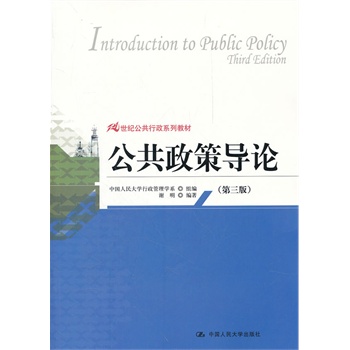 Introduction to Public Policy
Third Edition
21世纪公共行政系列教材
公共政策导论
(第三版)
中国人民大学行政管理学系 ◎ 组编
谢 明 ◎ 编著
中国人民大学出版社